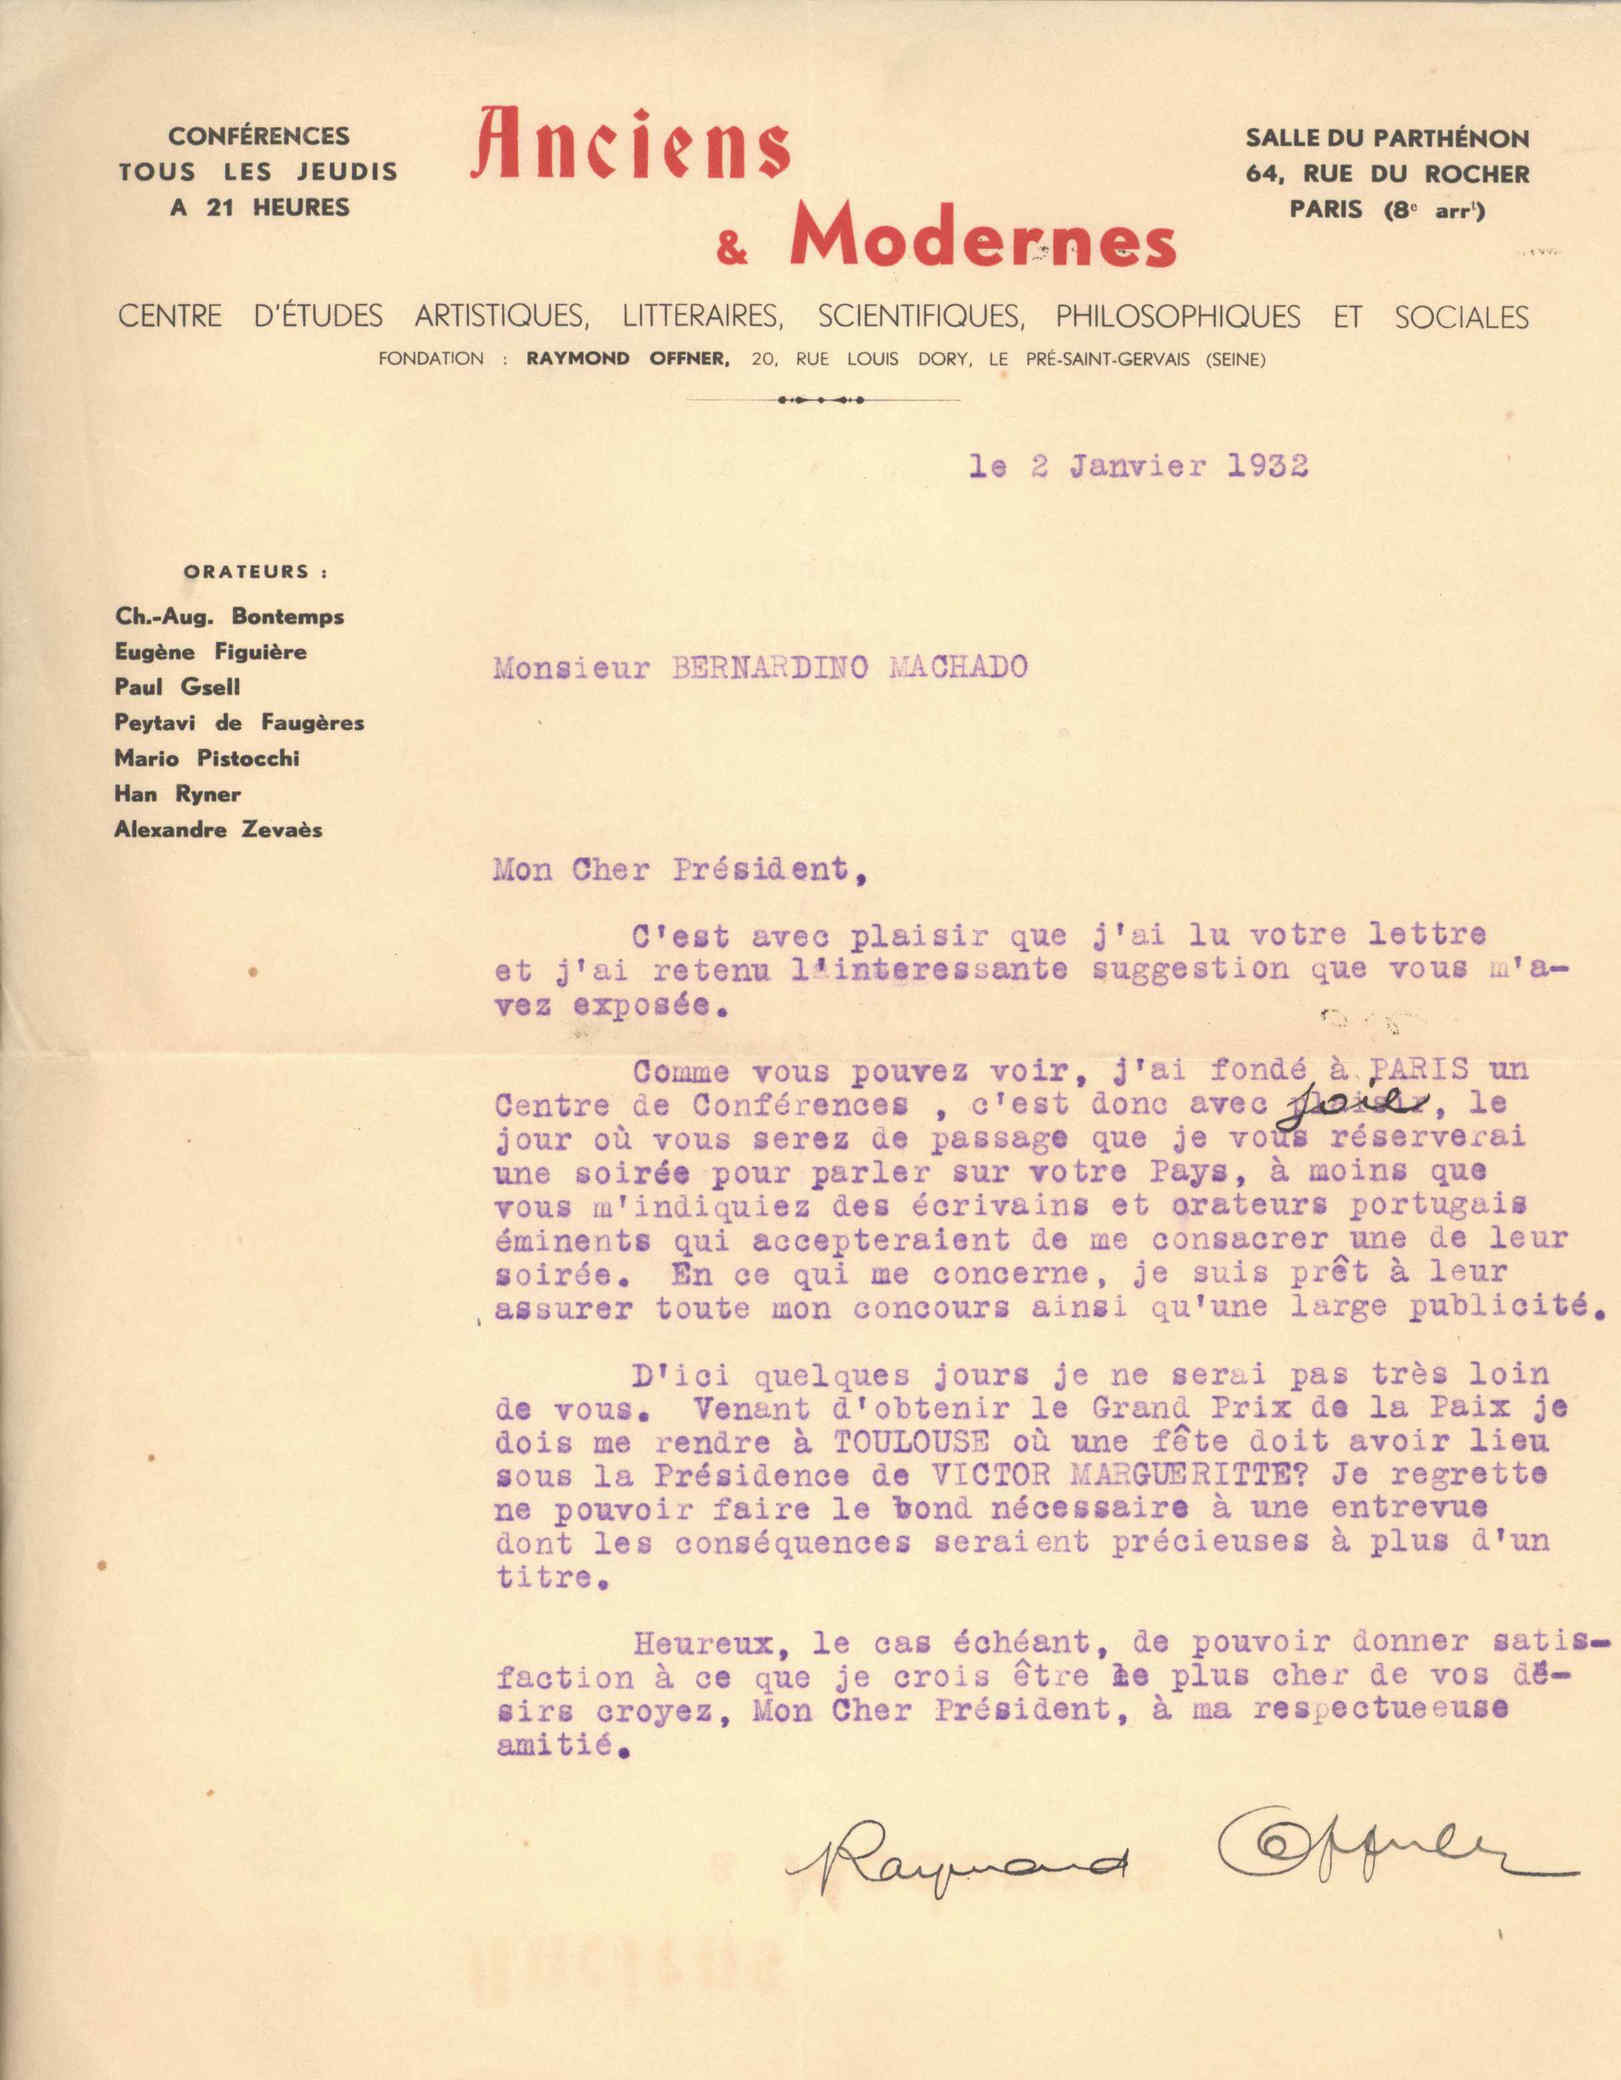 CONFÉRENCES
TOUS LES JEUDIS
A 21 HEURES
Anciens
& Modernes
SALLE DU PARTHÉNON
64, RUE DU ROCHER
PARIS (8e arrt)
CENTRE D'ÉTUDES ARTISTIQUES, LITTERAIRES, SCIENTIFIQUES, PHILOSOPHIQUES ET SOCIALES
FONDATION : RAYMOND OFFNER, 20, RUE LOUIS DORY, LE PRÉ-SAINT-GERVAIS (SEINE)
le 2 Janvier 1932
ORATEURS :
Ch.-Aug. Bontemps
Eugène Figuière
Paul Gsell
Peytavi de Faugères
Mario Pistocchi
Han Ryner
Alexandre Zevaès
Monsieur BERNARDINO MACHADO
Mon Cher Président,
C'est avec plaisir que j'ai lu votre lettre
et j'ai retenu l'interessante suggestion que vous m'a-
vez exposée.
Comme vous pouvez voir, j'ai fondé à PARIS un
Centre de Conférences , c'est donc avec joie, le
jour où vous serez de passage que je vous réserverai
une soirée pour parler sur votre Pays, à moins que
vous m'indiquiez des écrivains et orateurs portugais
éminents qui accepteraient de me consacrer une de leur
soirée. En ce qui me concerne, je suis prêt à leur
assurer toute mon concours ainsi qu'une large publicité.
D'ici quelques jours je ne serai pas très loin
de vous. Venant d'obtenir le Grand Prix de la Paix je
dois me rendre à TOULOUSE où une fête doit avoir lieu
sous la Présidence de VICTOR MARGUERITTE? Je regrette
ne pouvoir faire le bond nécessaire à une entrevue
dont les conséquences seraient précieuses à plus d'un
titre.
Heureux, le cas échéant, de pouvoir donner satis-
faction à ce que je crois être le plus cher de vos dé-
sirs croyez, Mon Cher Président, à ma respectueeuse
amitié.
Raymond Offner